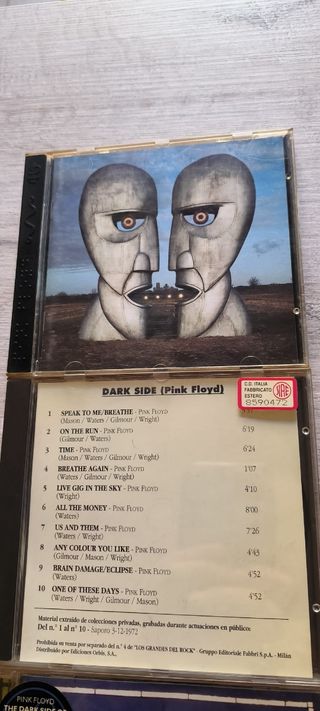 DARK SIDE (Pink Floyd)
C.D. ITALIA
FABBRICATO
ESTERO
SIAE
8590472
1 SPEAK TO ME/BREATHE - PINK FLOYD
(Mason / Waters / Gilmour / Wright)
2 ON THE RUN - PINK FLOYD 6'19
(Gilmour / Waters)
3 TIME - PINK FLOYD 6'24
(Mason / Waters / Wright / Gilmour)
4 BREATHE AGAIN - PINK FLOYD 1'07
(Gilmour / Waters / Wright)
5 LIVE GIG IN THE SKY - PINK FLOYD 4'10
(Wright)
6 ALL THE MONEY - PINK FLOYD 8'00
(Waters)
7 US AND THEM - PINK FLOYD 7'26
(Waters / Wright)
8 ANY COLOUR YOU LIKE - PINK FLOYD 4'43
(Mason / Wright / Gilmour)
9 BRAIN DAMAGE/ECLIPSE - PINK FLOYD 4'52
(Waters)
10 ONE OF THESE DAYS - PINK FLOYD 4'52
(Waters / Wright / Gilmour / Mason)
Material extraído de colecciones privadas, grabadas durante actuaciones en público:
Del n.° 1 al n° 10 - Saporo 3-12-1972
Prohibida su venta por separado del n.° 4 de "LOS GRANDES DEL ROCK" · Gruppo Editoriale Fabbri S.p.A. - Milán
Distribuido por Ediciones Orbis, S.A.
PINK FLOYD
THE DARK SIDE OF